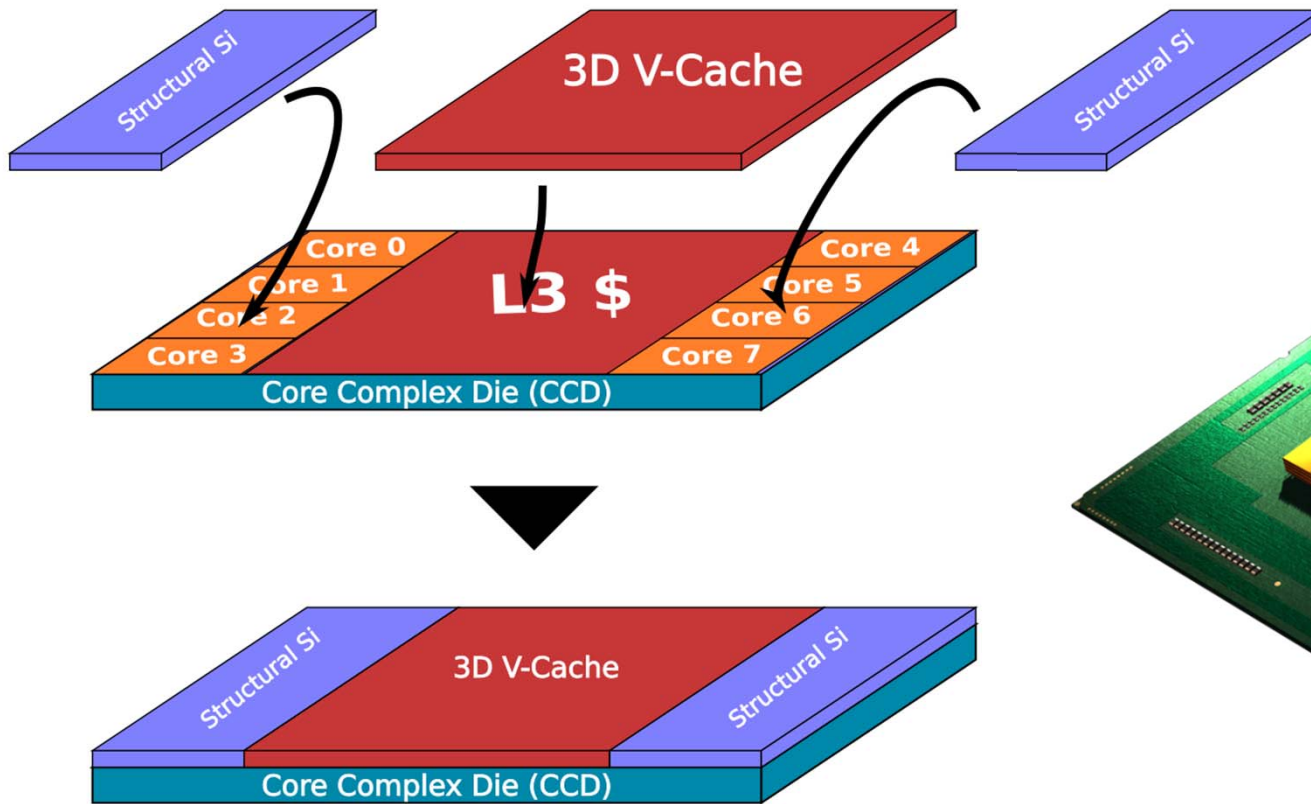 Structural Si
3D V-Cache
Structural Si
Core 0
Core 1
Core 2
Core 3
L3 $
Core 4
Core 5
Core 6
Core 7
Core Complex Die (CCD)
Structural Si
3D V-Cache
Structural Si
Core Complex Die (CCD)